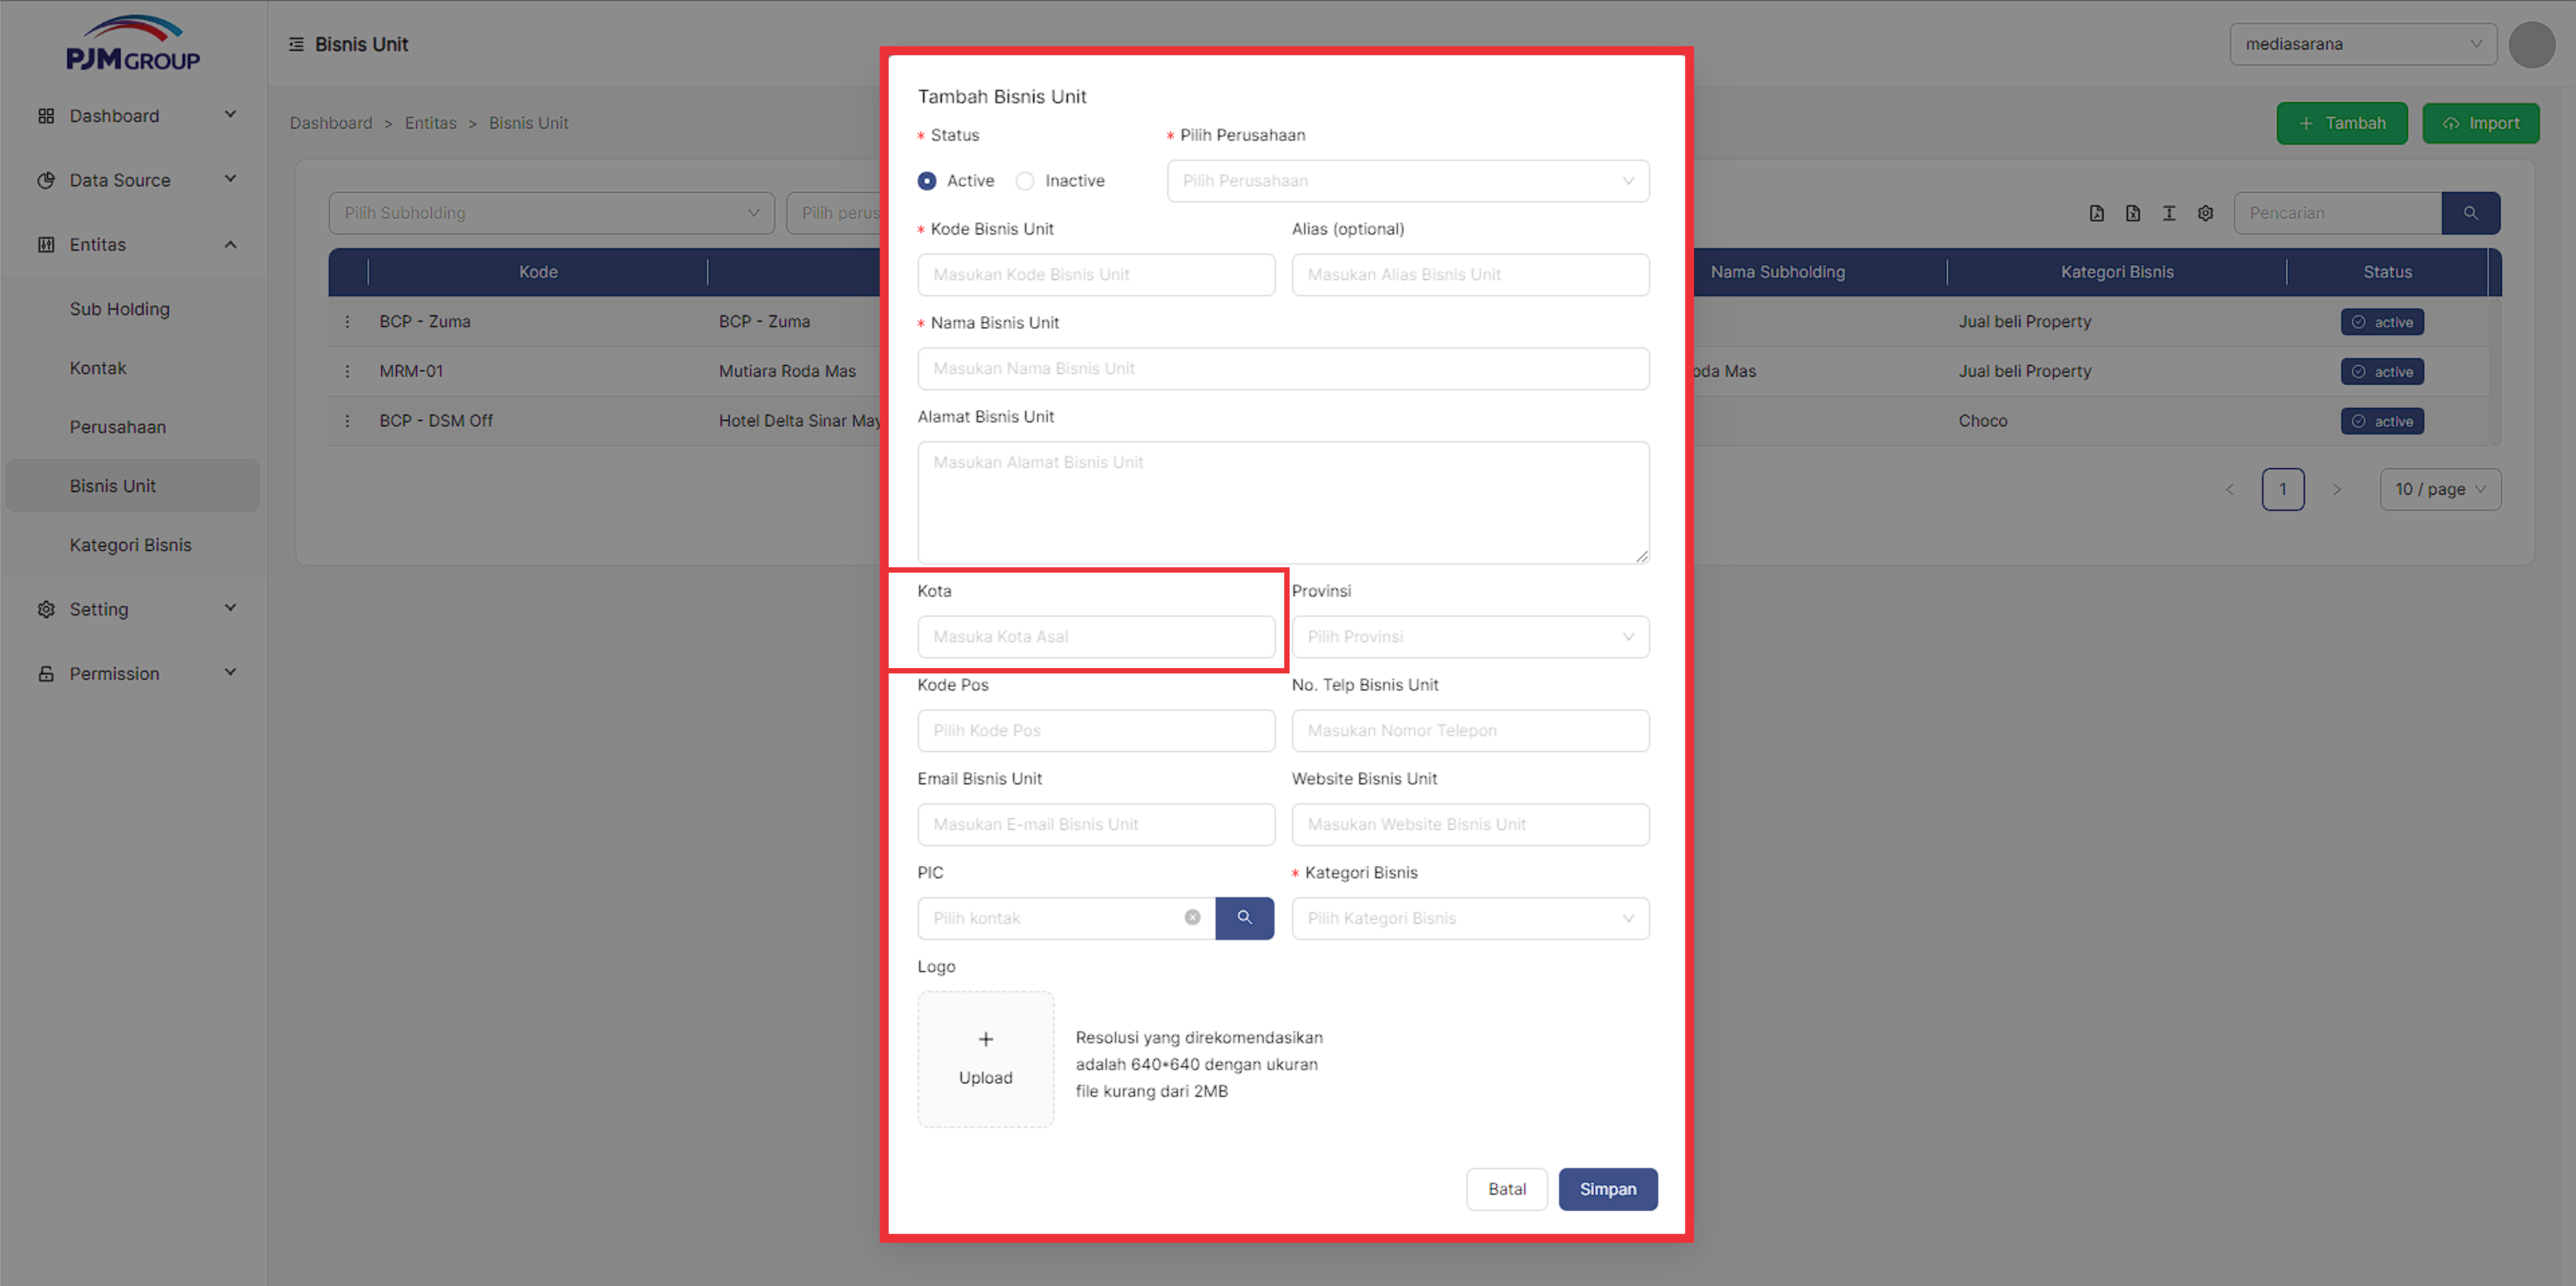 PJM GROUP
Bisnis Unit
mediasarana
Dashboard
Data Source
Entitas
Sub Holding
Kontak
Perusahaan
Bisnis Unit
Kategori Bisnis
Setting
Permission
Dashboard > Entitas > Bisnis Unit
+ Tambah
Import
Pilih Subholding
Pilih perus
Pencarian
Kode
Nama Subholding
Kategori Bisnis
Status
BCP - Zuma
BCP - Zuma
Jual beli Property
active
MRM-01
Mutiara Roda Mas
oda Mas
Jual beli Property
active
BCP - DSM Off
Hotel Delta Sinar May
Choco
active
< 1 >
10 / page
Tambah Bisnis Unit
* Status
* Pilih Perusahaan
Active
Inactive
Pilih Perusahaan
* Kode Bisnis Unit
Alias (optional)
Masukan Kode Bisnis Unit
Masukan Alias Bisnis Unit
* Nama Bisnis Unit
Masukan Nama Bisnis Unit
Alamat Bisnis Unit
Masukan Alamat Bisnis Unit
Kota
Provinsi
Masuka Kota Asal
Pilih Provinsi
Kode Pos
No. Telp Bisnis Unit
Pilih Kode Pos
Masukan Nomor Telepon
Email Bisnis Unit
Website Bisnis Unit
Masukan E-mail Bisnis Unit
Masukan Website Bisnis Unit
PIC
* Kategori Bisnis
Pilih kontak
Pilih Kategori Bisnis
Logo
+
Upload
Resolusi yang direkomendasikan
adalah 640*640 dengan ukuran
file kurang dari 2MB
Batal
Simpan